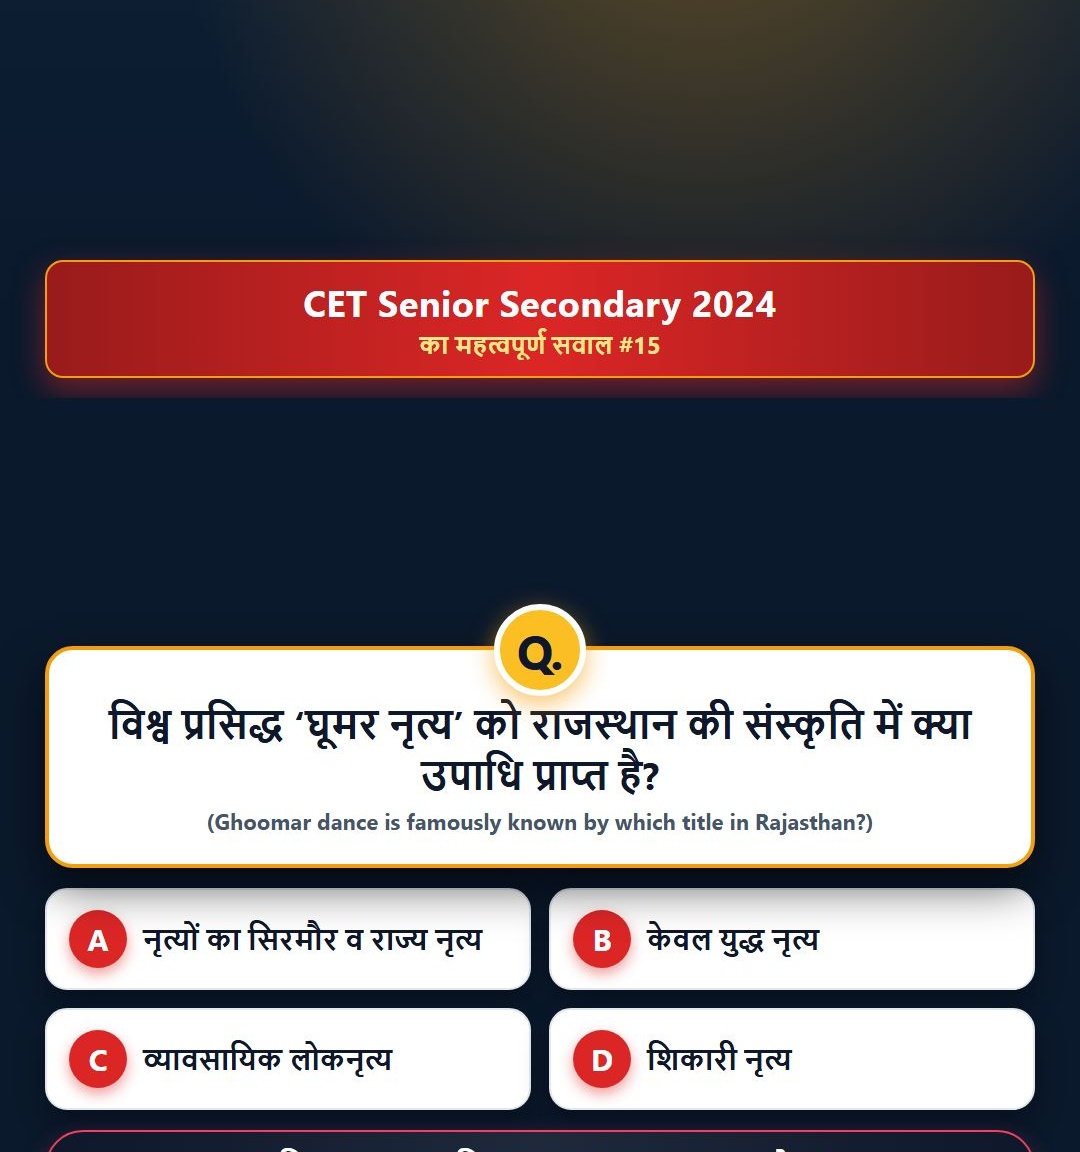 CET Senior Secondary 2024
का महत्वपूर्ण सवाल #15
Q.
विश्व प्रसिद्ध ‘घूमर नृत्य’ को राजस्थान की संस्कृति में क्या
उपाधि प्राप्त है?
(Ghoomar dance is famously known by which title in Rajasthan?)
A नृत्यों का सिरमौर व राज्य नृत्य
B केवल युद्ध नृत्य
C व्यावसायिक लोकनृत्य
D शिकारी नृत्य